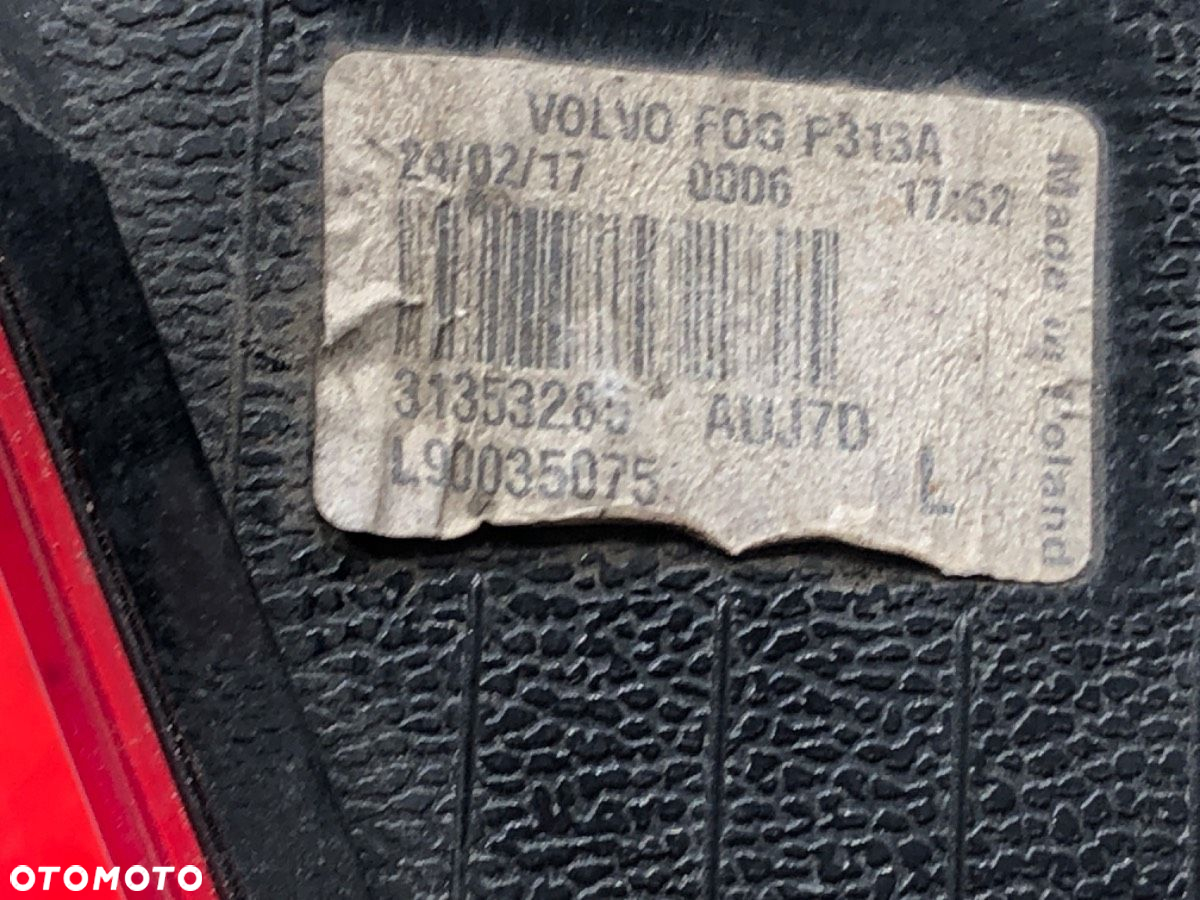 VOLVO FOG P313A
24/02/17 0006 17:52
31353285 AUJ7D
L90035075 L
Made in Poland
OTOMOTO